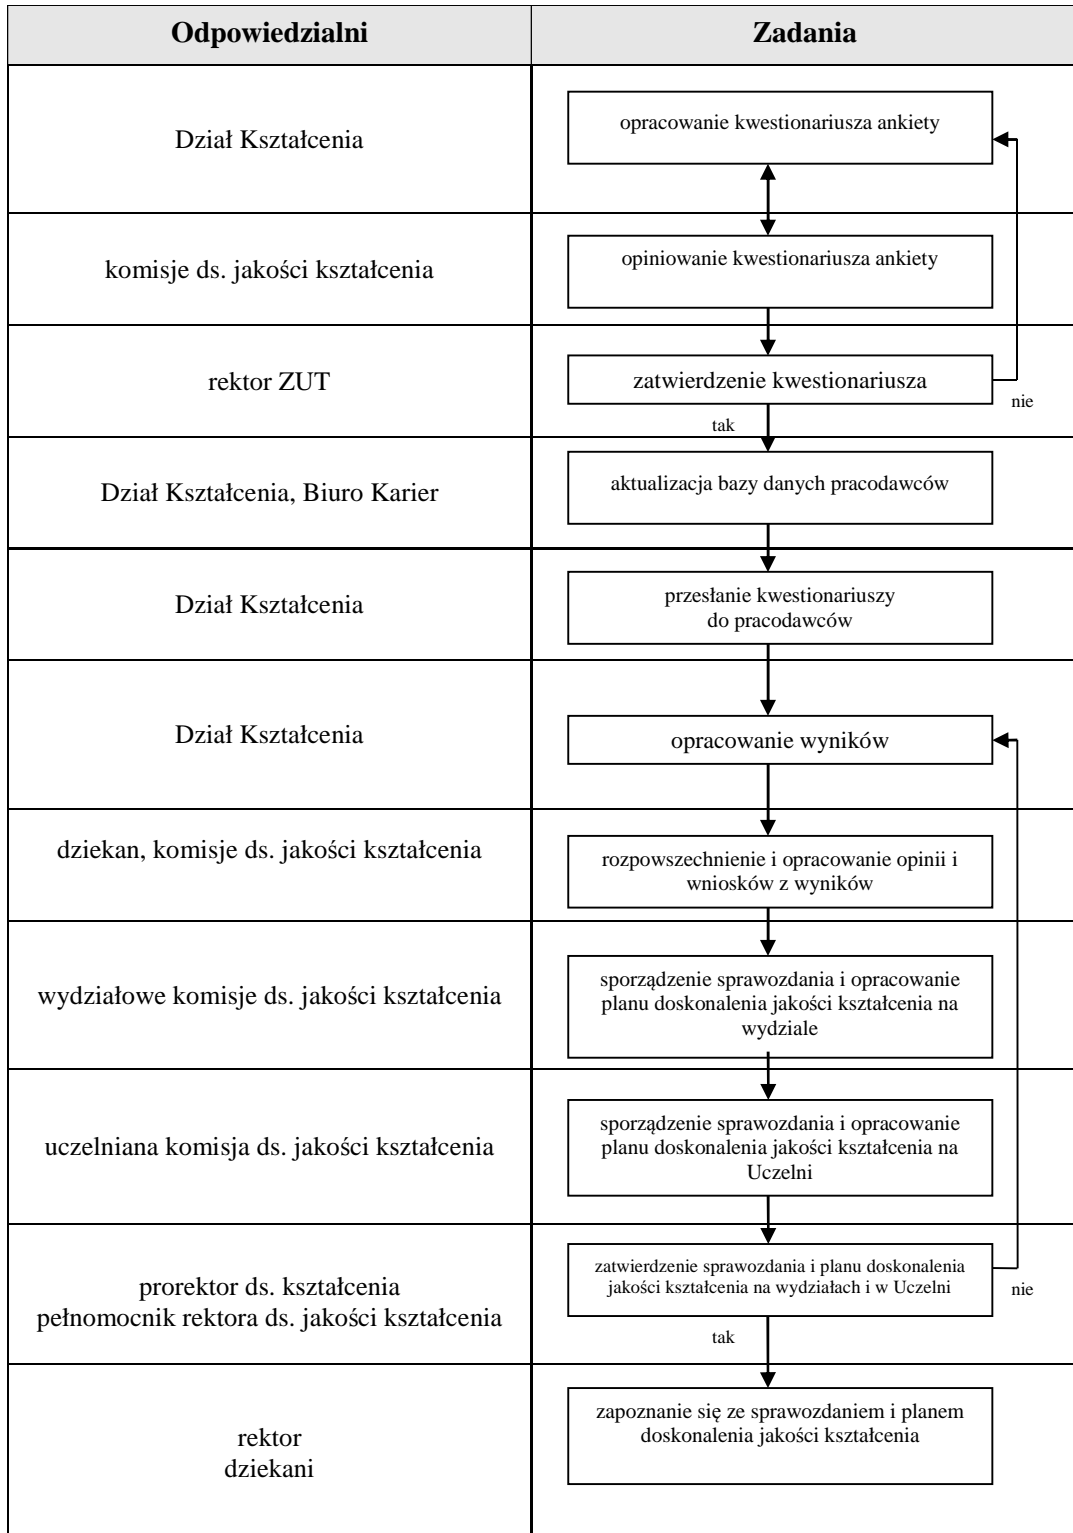 Odpowiedzialni
Zadania
Dział Kształcenia
opracowanie kwestionariusza ankiety
komisje ds. jakości kształcenia
opiniowanie kwestionariusza ankiety
rektor ZUT
zatwierdzenie kwestionariusza
nie
tak
Dział Kształcenia, Biuro Karier
aktualizacja bazy danych pracodawców
Dział Kształcenia
przesłanie kwestionariuszy
do pracodawców
Dział Kształcenia
opracowanie wyników
dziekan, komisje ds. jakości kształcenia
rozpowszechnienie i opracowanie opinii i
wniosków z wyników
wydziałowe komisje ds. jakości kształcenia
sporządzenie sprawozdania i opracowanie
planu doskonalenia jakości kształcenia na
wydziale
uczelniana komisja ds. jakości kształcenia
sporządzenie sprawozdania i opracowanie
planu doskonalenia jakości kształcenia na
Uczelni
prorektor ds. kształcenia
pełnomocnik rektora ds. jakości kształcenia
zatwierdzenie sprawozdania i planu doskonalenia
jakości kształcenia na wydziałach i w Uczelni
nie
tak
rektor
dziekani
zapoznanie się ze sprawozdaniem i planem
doskonalenia jakości kształcenia